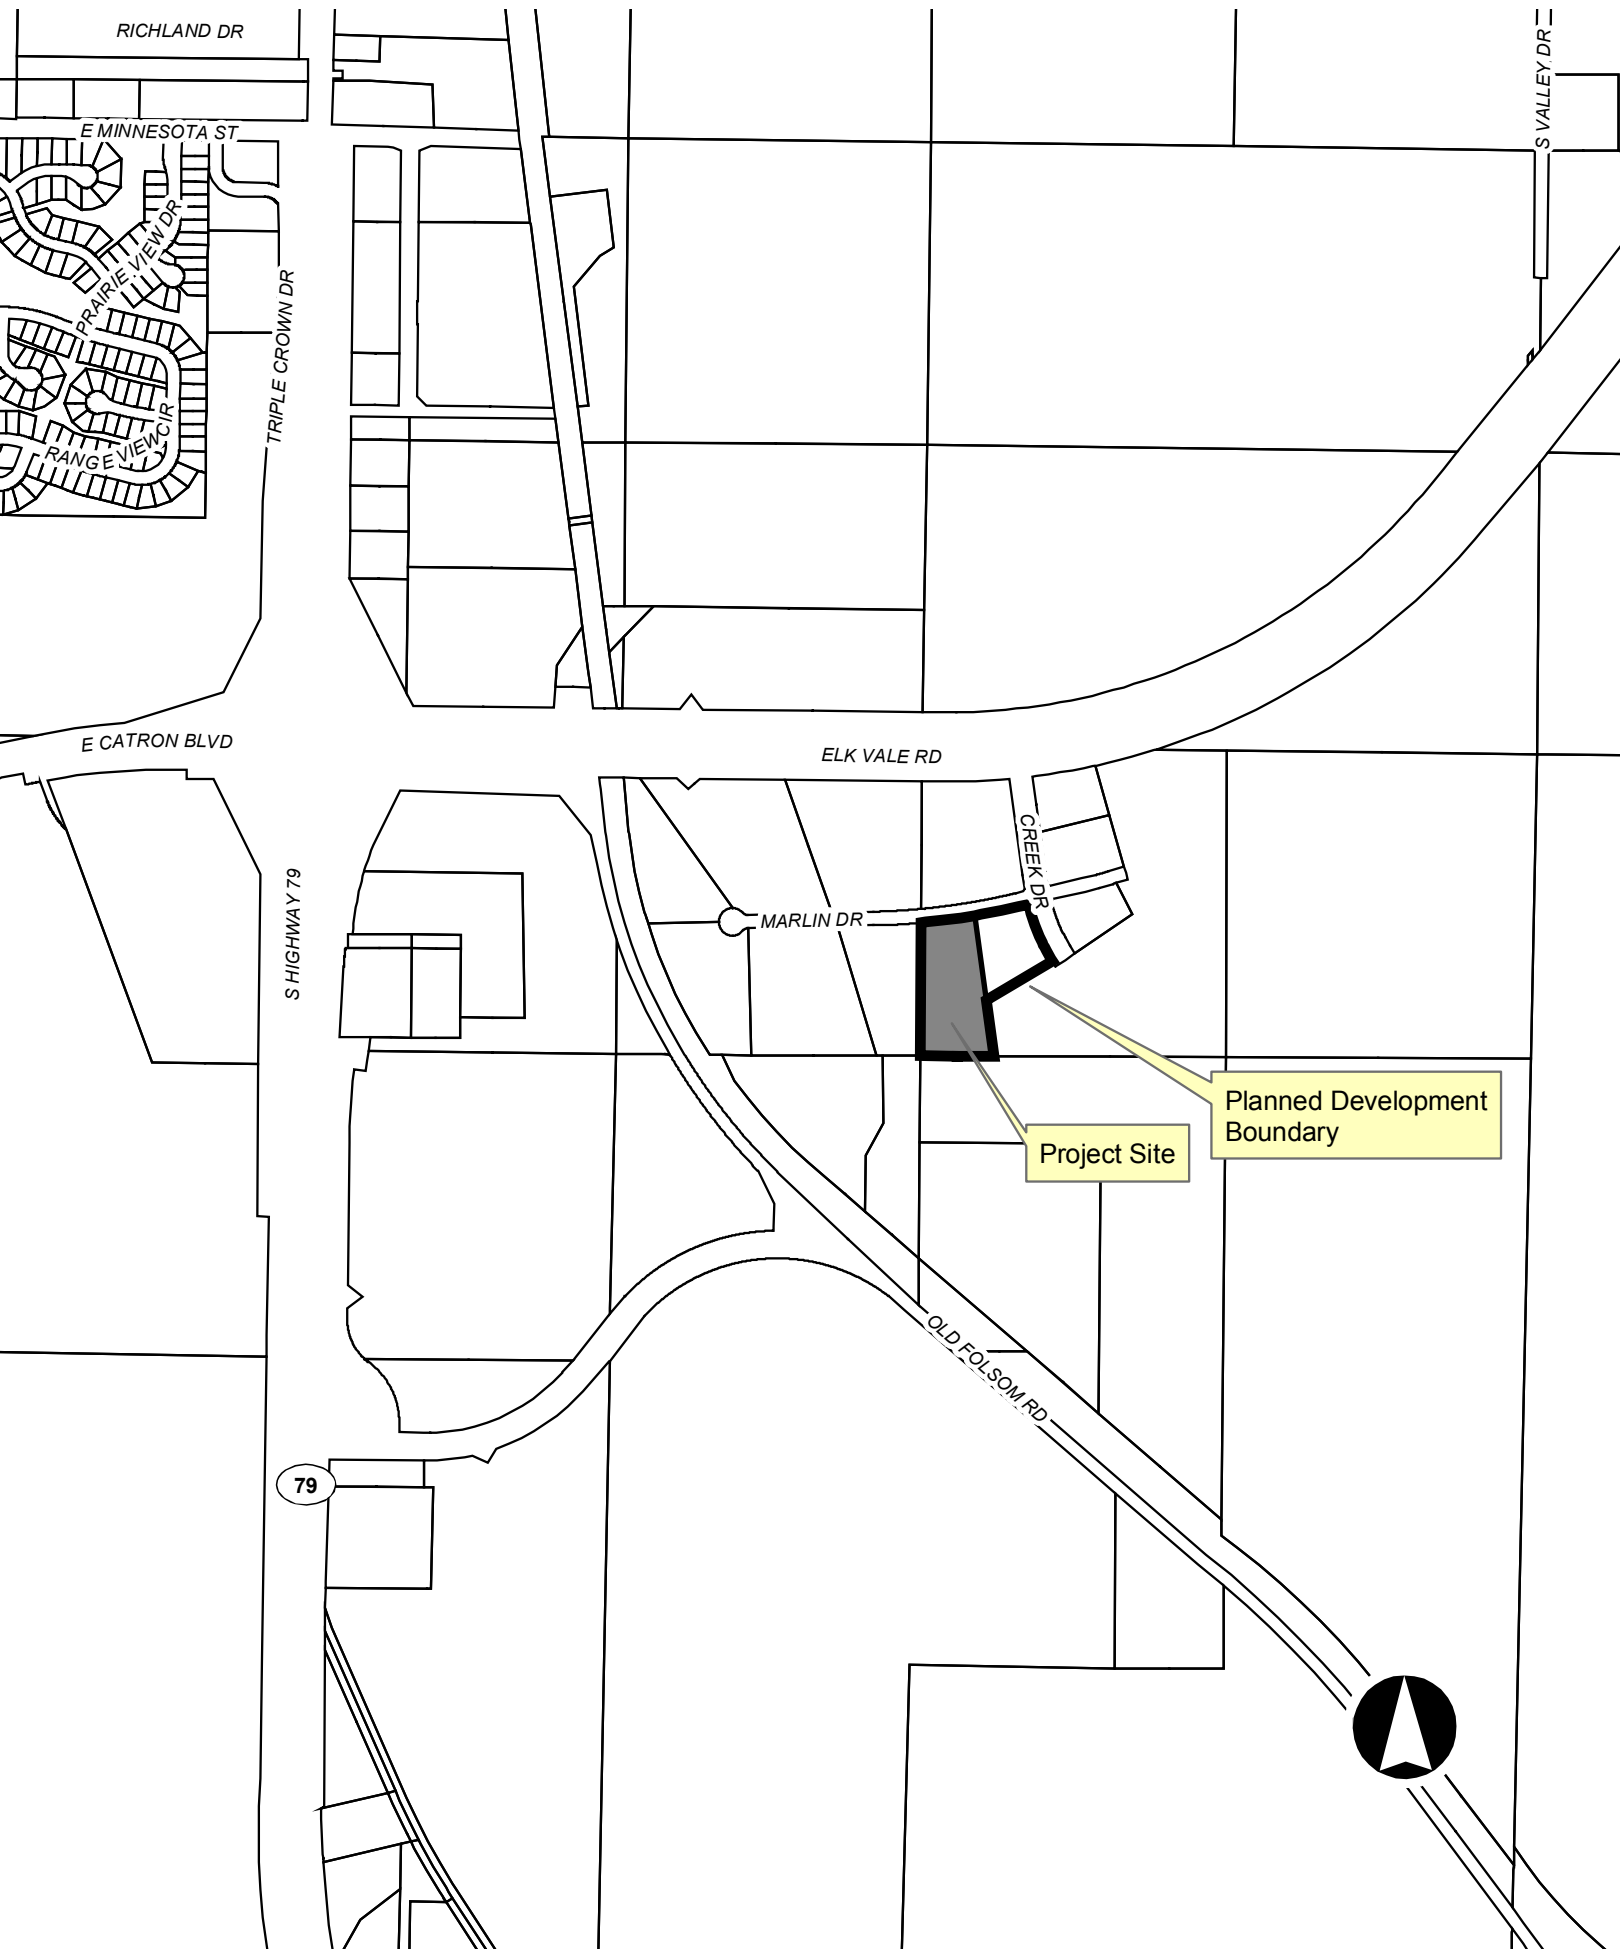 RICHLAND DR
S VALLEY DR
E MINNESOTA ST
PRAIRIE VIEW DR
TRIPLE CROWN DR
RANGE VIEW CIR
E CATRON BLVD
ELK VALE RD
CREEK DR
S HIGHWAY 79
MARLIN DR
Planned Development
Boundary
Project Site
OLD FOLSOM RD
79